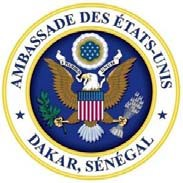 AMBASSADE DES ÉTATS-UNIS
DAKAR, SÉNÉGAL